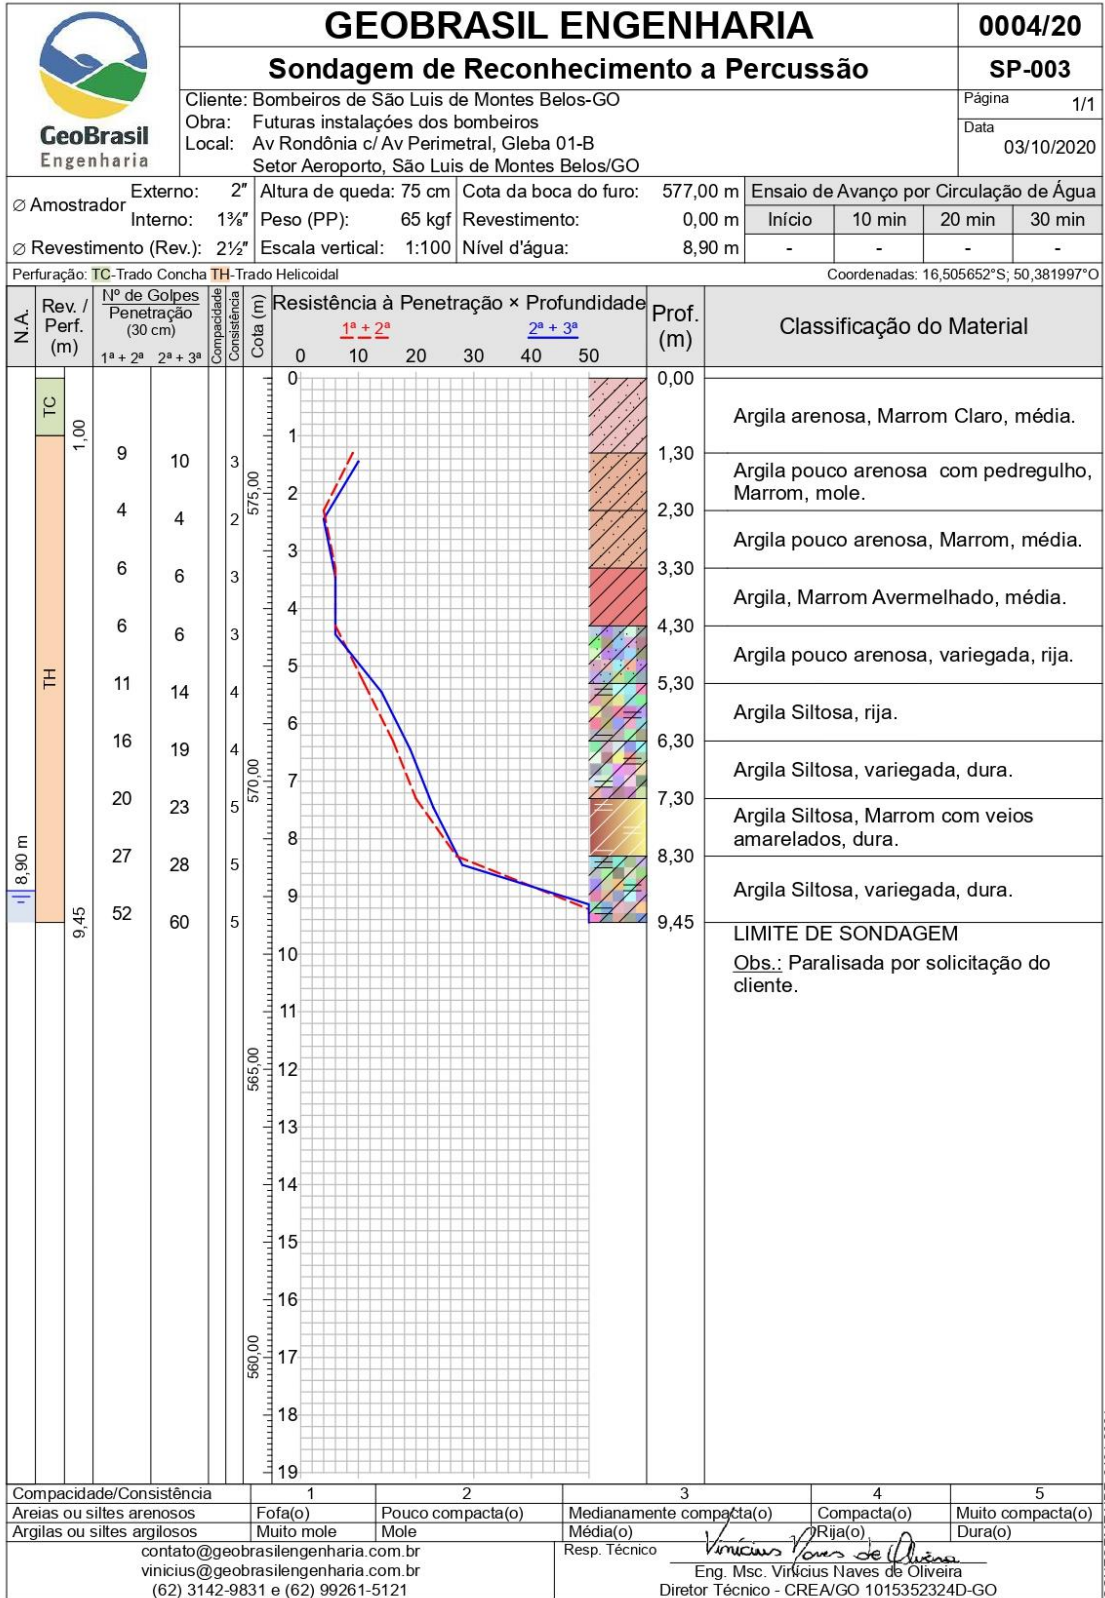 GeoBrasil
Engenharia
GEOBRASIL ENGENHARIA
0004/20
Sondagem de Reconhecimento a Percussão
SP-003
Cliente: Bombeiros de São Luis de Montes Belos-GO
Obra: Futuras instalações dos bombeiros
Local: Av Rondônia c/ Av Perimetral, Gleba 01-B
Setor Aeroporto, São Luis de Montes Belos/GO
Página 1/1
Data
03/10/2020
Ø Amostrador Externo: 2"
Interno: 1⅜"
Ø Revestimento (Rev.): 2½"
Altura de queda: 75 cm
Peso (PP): 65 kgf
Escala vertical: 1:100
Cota da boca do furo: 577,00 m
Revestimento: 0,00 m
Nível d'água: 8,90 m
Ensaio de Avanço por Circulação de Água
Início 10 min 20 min 30 min
- - - -
Perfuração: TC-Trado Concha TH-Trado Helicoidal
Coordenadas: 16,505652°S; 50,381997°O
N.A.
Rev. / Perf. (m)
Nº de Golpes
Penetração
(30 cm)
1ª + 2ª 2ª + 3ª
Compacidade
Consistência
Cota (m)
Resistência à Penetração × Profundidade
1ª + 2ª 2ª + 3ª
0 10 20 30 40 50
Prof. (m)
Classificação do Material
TC
1,00
TH
9,45
8,90 m
9 10 3
4 4 2
6 6 3
6 6 3
11 14 4
16 19 4
20 23 5
27 28 5
52 60 5
575,00
570,00
565,00
560,00
0
1
2
3
4
5
6
7
8
9
10
11
12
13
14
15
16
17
18
19
0,00
Argila arenosa, Marrom Claro, média.
1,30
Argila pouco arenosa com pedregulho,
Marrom, mole.
2,30
Argila pouco arenosa, Marrom, média.
3,30
Argila, Marrom Avermelhado, média.
4,30
Argila pouco arenosa, variegada, rija.
5,30
Argila Siltosa, rija.
6,30
Argila Siltosa, variegada, dura.
7,30
Argila Siltosa, Marrom com veios
amarelados, dura.
8,30
Argila Siltosa, variegada, dura.
9,45
LIMITE DE SONDAGEM
Obs.: Paralisada por solicitação do
cliente.
Compacidade/Consistência 1 2 3 4 5
Areias ou siltes arenosos Fofa(o) Pouco compacta(o) Medianamente compacta(o) Compacta(o) Muito compacta(o)
Argilas ou siltes argilosos Muito mole Mole Média(o) Rija(o) Dura(o)
contato@geobrasilengenharia.com.br
vinicius@geobrasilengenharia.com.br
(62) 3142-9831 e (62) 99261-5121
Resp. Técnico
Vinicius Naves de Oliveira
Eng. Msc. Vinícius Naves de Oliveira
Diretor Técnico - CREA/GO 1015352324D-GO